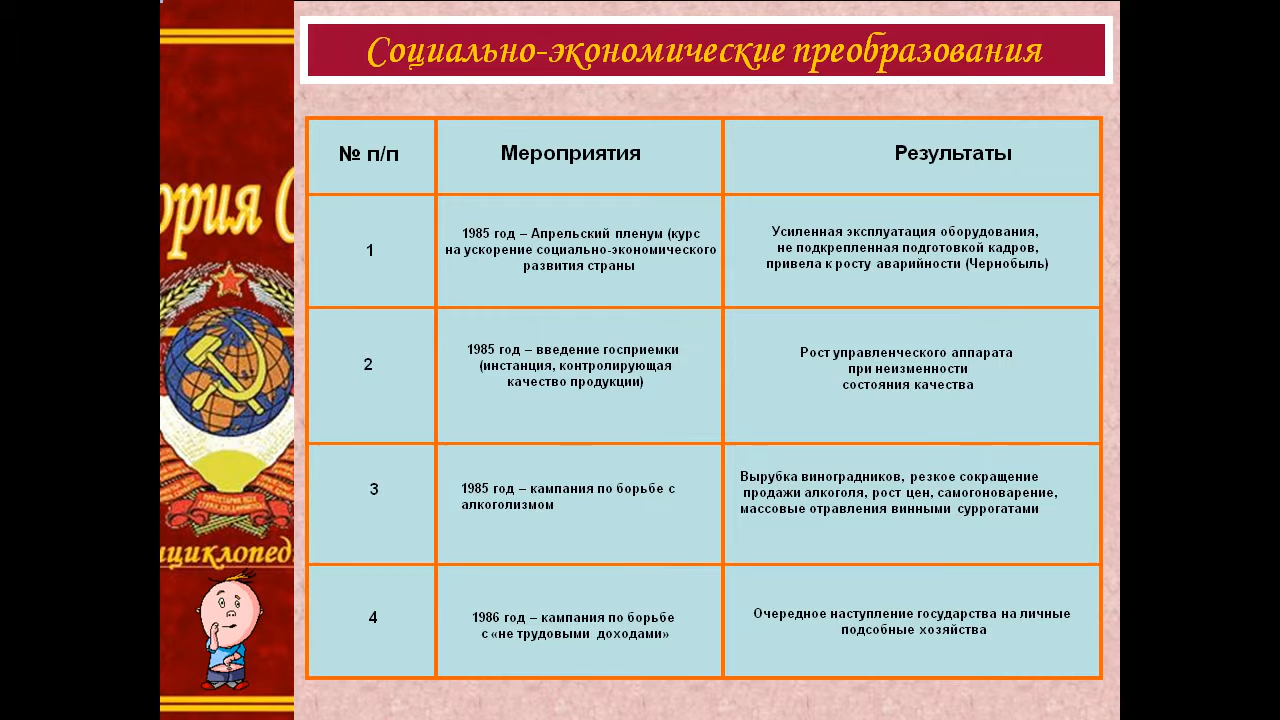 Социально-экономические преобразования
№ п/п
Мероприятия
Результаты
1
1985 год – Апрельский пленум (курс
на ускорение социально-экономического
развития страны
Усиленная эксплуатация оборудования,
не подкрепленная подготовкой кадров,
привела к росту аварийности (Чернобыль)
2
1985 год – введение госприемки
(инстанция, контролирующая
качество продукции)
Рост управленческого аппарата
при неизменности
состояния качества
3
1985 год – кампания по борьбе с
алкоголизмом
Вырубка виноградников, резкое сокращение
продажи алкоголя, рост цен, самогоноварение,
массовые отравления винными суррогатами
4
1986 год – кампания по борьбе
с «не трудовыми доходами»
Очередное наступление государства на личные
подсобные хозяйства
ория С
нциклопед